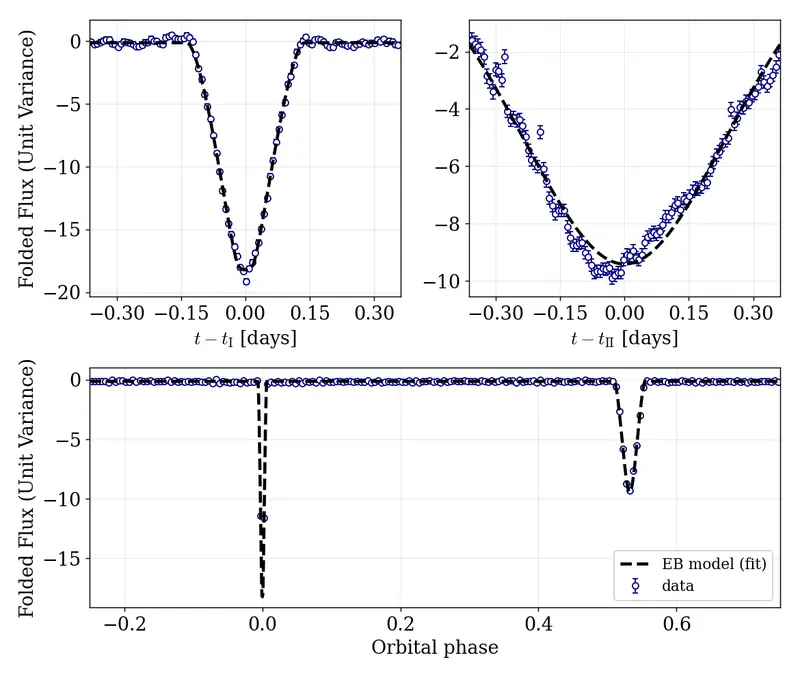 Folded Flux (Unit Variance)
0
−5
−10
−15
−20
−0.30 −0.15 0.00 0.15 0.30
t − tI [days]
−2
−4
−6
−8
−10
−0.30 −0.15 0.00 0.15 0.30
t − tII [days]
Folded Flux (Unit Variance)
0
−5
−10
−15
EB model (fit)
data
−0.2 0.0 0.2 0.4 0.6
Orbital phase